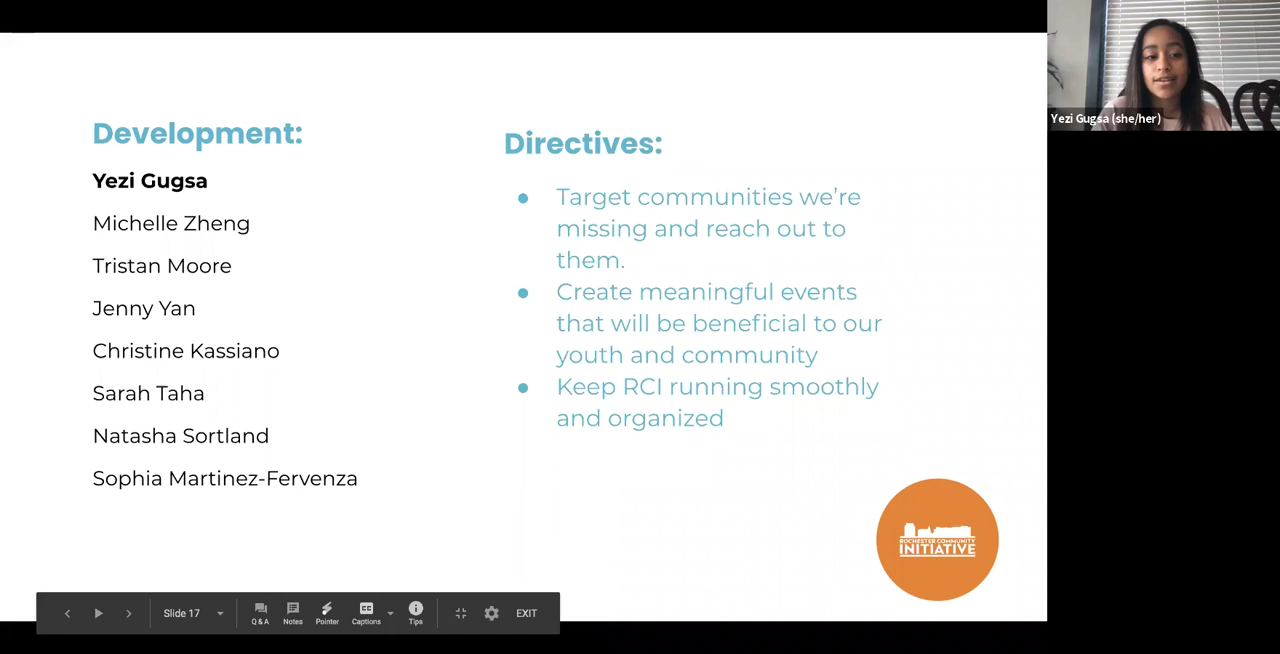 Development:
Yezi Gugsa
Michelle Zheng
Tristan Moore
Jenny Yan
Christine Kassiano
Sarah Taha
Natasha Sortland
Sophia Martinez-Fervenza
Directives:
● Target communities we’re
missing and reach out to
them.
● Create meaningful events
that will be beneficial to our
youth and community
● Keep RCI running smoothly
and organized
ROCHESTER COMMUNITY
INITIATIVE
Yezi Gugsa (she/her)
Slide 17
Q & A
Notes
Pointer
CC
Captions
Tips
EXIT